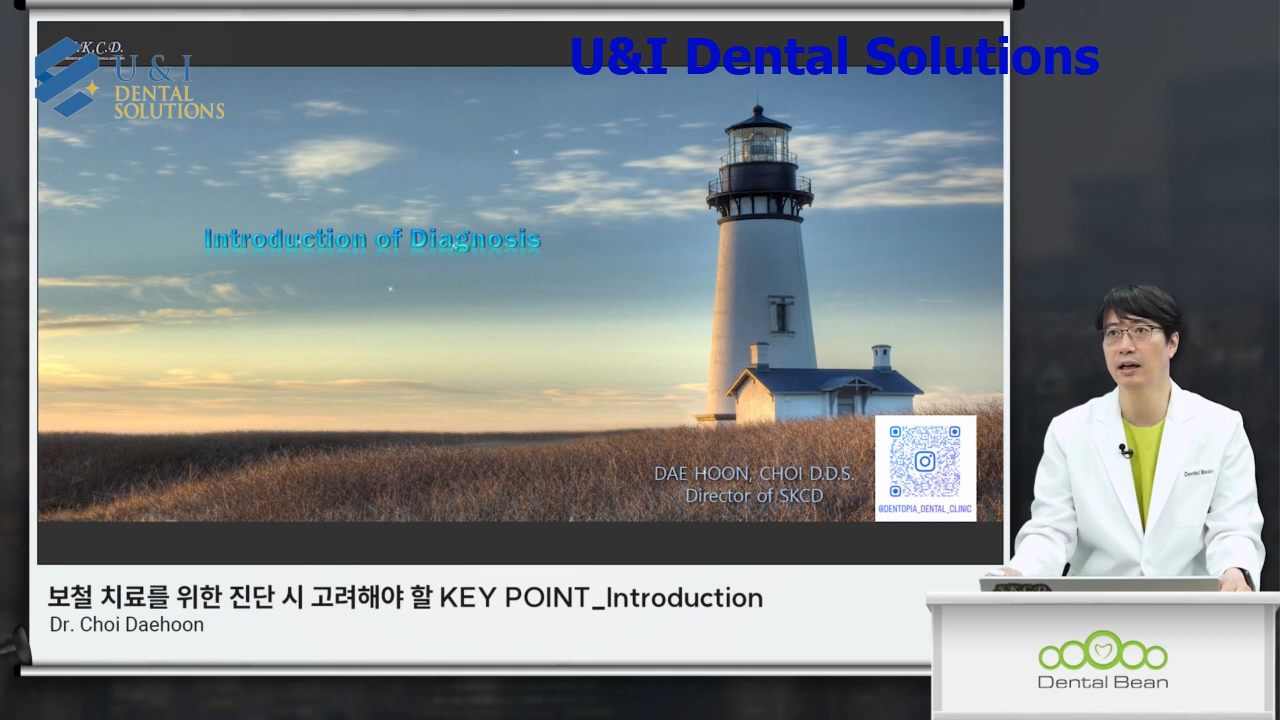 S.K.C.D.
U & I
DENTAL
SOLUTIONS
U&I Dental Solutions
Introduction of Diagnosis
DAE HOON, CHOI D.D.S.
Director of SKCD
@DENTOPIA_DENTAL_CLINIC
Dental Bean
보철 치료를 위한 진단 시 고려해야 할 KEY POINT_Introduction
Dr. Choi Daehoon
Dental Bean